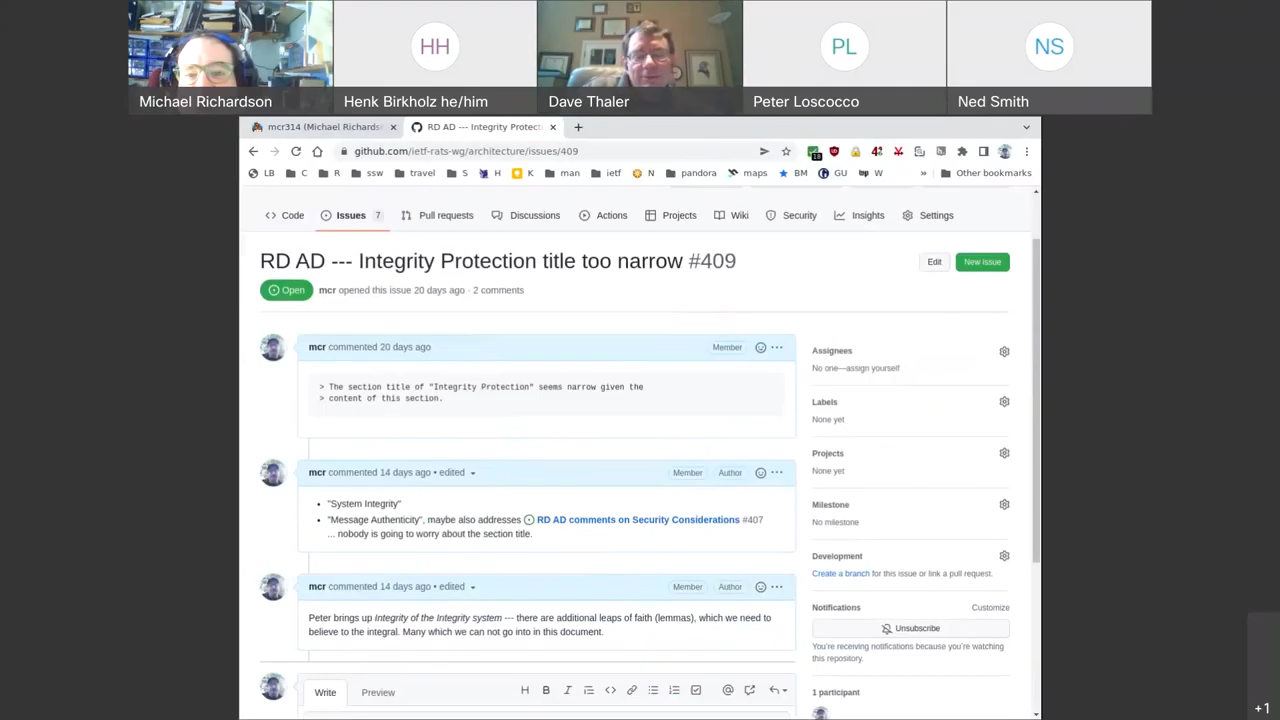 HH
PL
NS
Michael Richardson
Henk Birkholz he/him
Dave Thaler
Peter Loscocco
Ned Smith
mcr314 (Michael Richards
RD AD --- Integrity Protect
github.com/ietf-rats-wg/architecture/issues/409
18
LB
C
R
ssw
travel
S
H
K
man
ietf
N
pandora
maps
BM
GU
W
»
Other bookmarks
Code
Issues 7
Pull requests
Discussions
Actions
Projects
Wiki
Security
Insights
Settings
RD AD --- Integrity Protection title too narrow #409
Edit
New issue
Open
mcr opened this issue 20 days ago · 2 comments
mcr commented 20 days ago
Member
> The section title of "Integrity Protection" seems narrow given the
> content of this section.
mcr commented 14 days ago • edited
Member
Author
• "System Integrity"
• "Message Authenticity", maybe also addresses RD AD comments on Security Considerations #407
... nobody is going to worry about the section title.
mcr commented 14 days ago • edited
Member
Author
Peter brings up Integrity of the Integrity system --- there are additional leaps of faith (lemmas), which we need to
believe to the integral. Many which we can not go into in this document.
Write
Preview
H
B
I
@
Assignees
No one—assign yourself
Labels
None yet
Projects
None yet
Milestone
No milestone
Development
Create a branch for this issue or link a pull request.
Notifications
Customize
Unsubscribe
You're receiving notifications because you're watching
this repository.
1 participant
+1